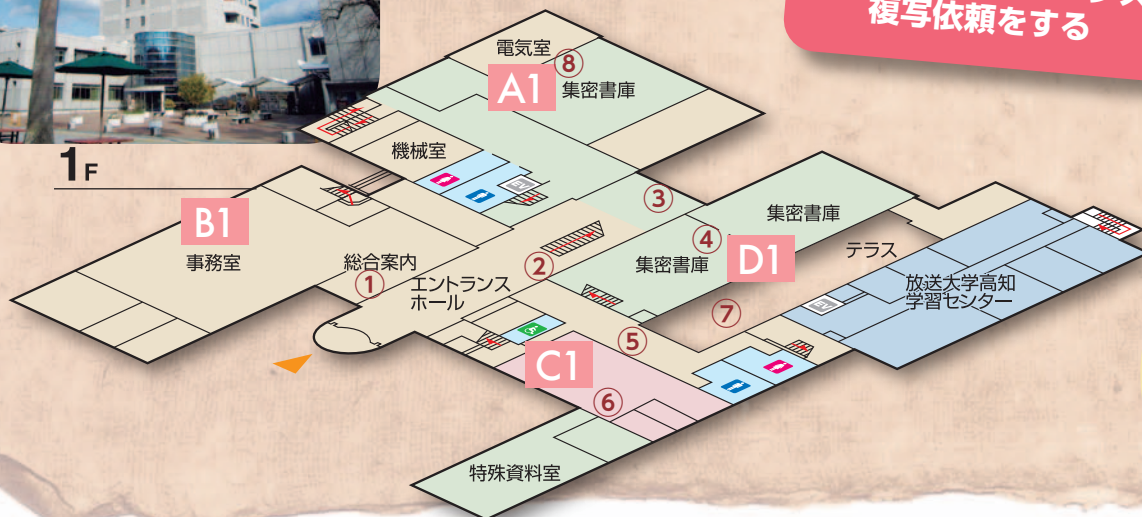 複写依頼をする
1F
電気室
⑧
A1
集密書庫
機械室
③
B1
事務室
総合案内
①
エントランス
ホール
②
集密書庫
④
集密書庫
D1
テラス
放送大学高知
学習センター
⑦
⑤
C1
⑥
特殊資料室